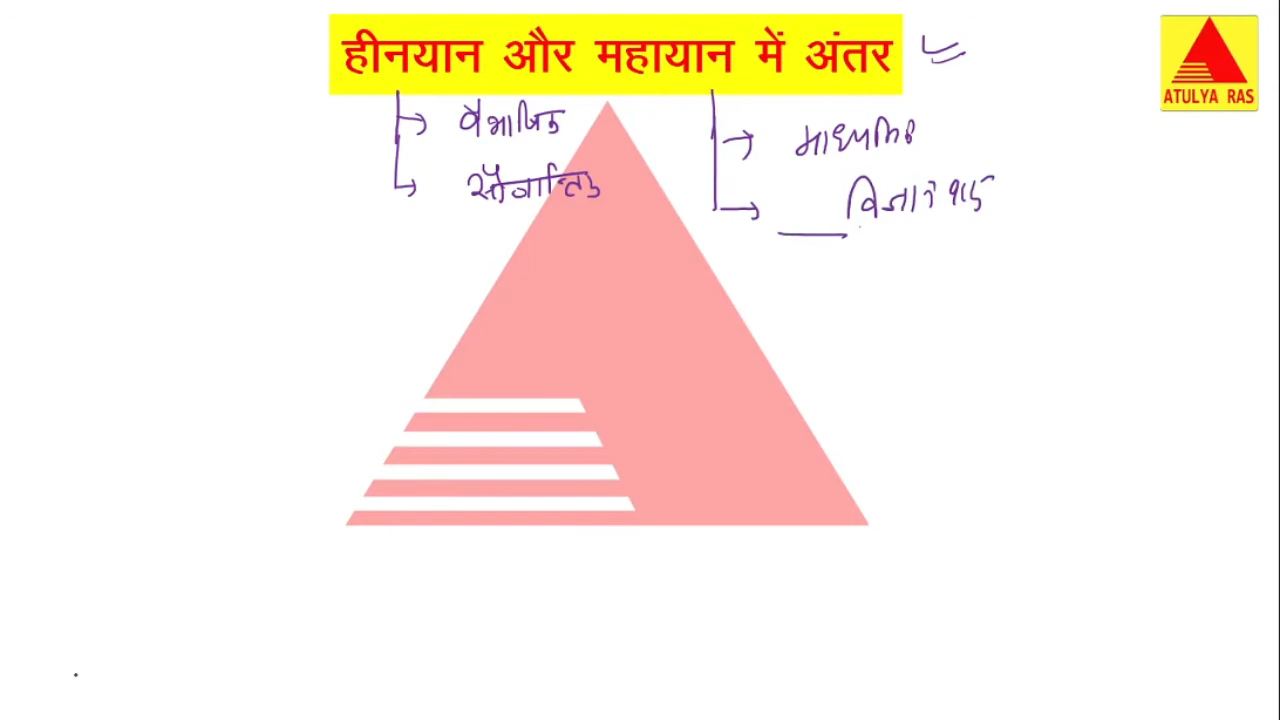 हीनयान और महायान में अंतर
ATULYA RAS
वैभाषिक
माध्यमिक
सौत्रान्तिक
विज्ञानवाद